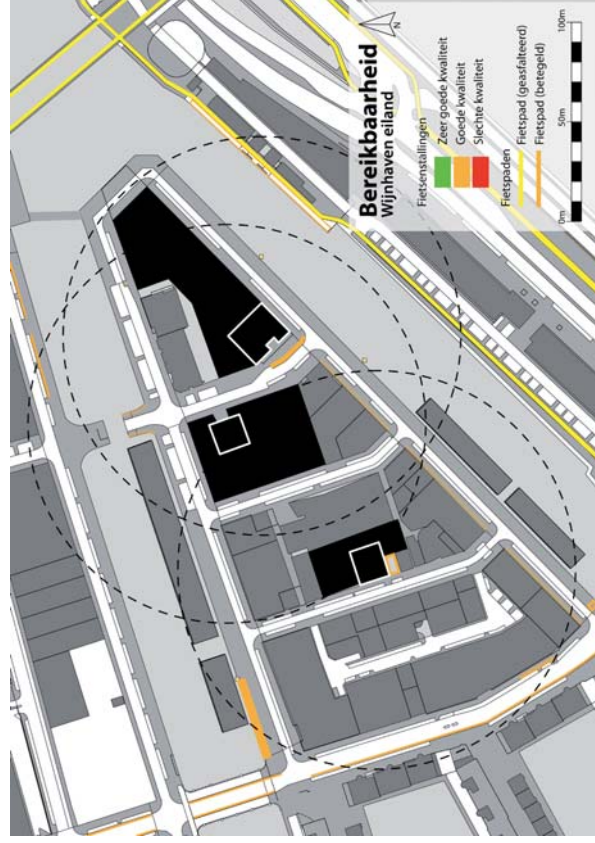 Bereikbaarheid
Wijnhaven eiland
Fietsenstallingen
Zeer goede kwaliteit
Goede kwaliteit
Slechte kwaliteit
Fietspaden
Fietspad (geasfalteerd)
Fietspad (betegeld)
0m
50m
100m
N